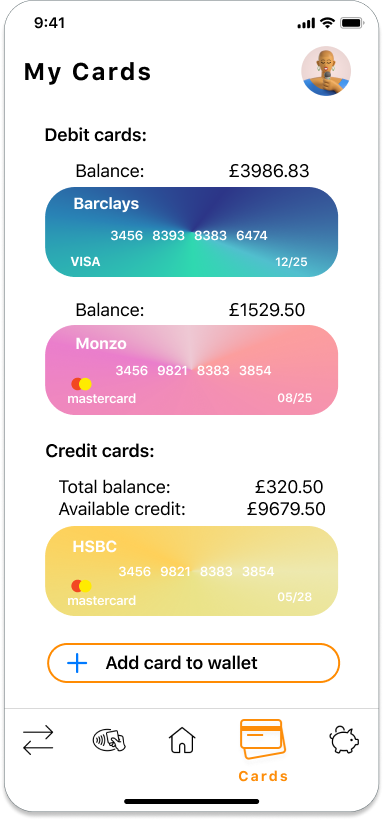 9:41
My Cards
Debit cards:
Balance: £3986.83
Barclays
3456 8393 8383 6474
VISA 12/25
Balance: £1529.50
Monzo
3456 9821 8383 3854
mastercard 08/25
Credit cards:
Total balance: £320.50
Available credit: £9679.50
HSBC
3456 9821 8383 3854
mastercard 05/28
Add card to wallet
Cards